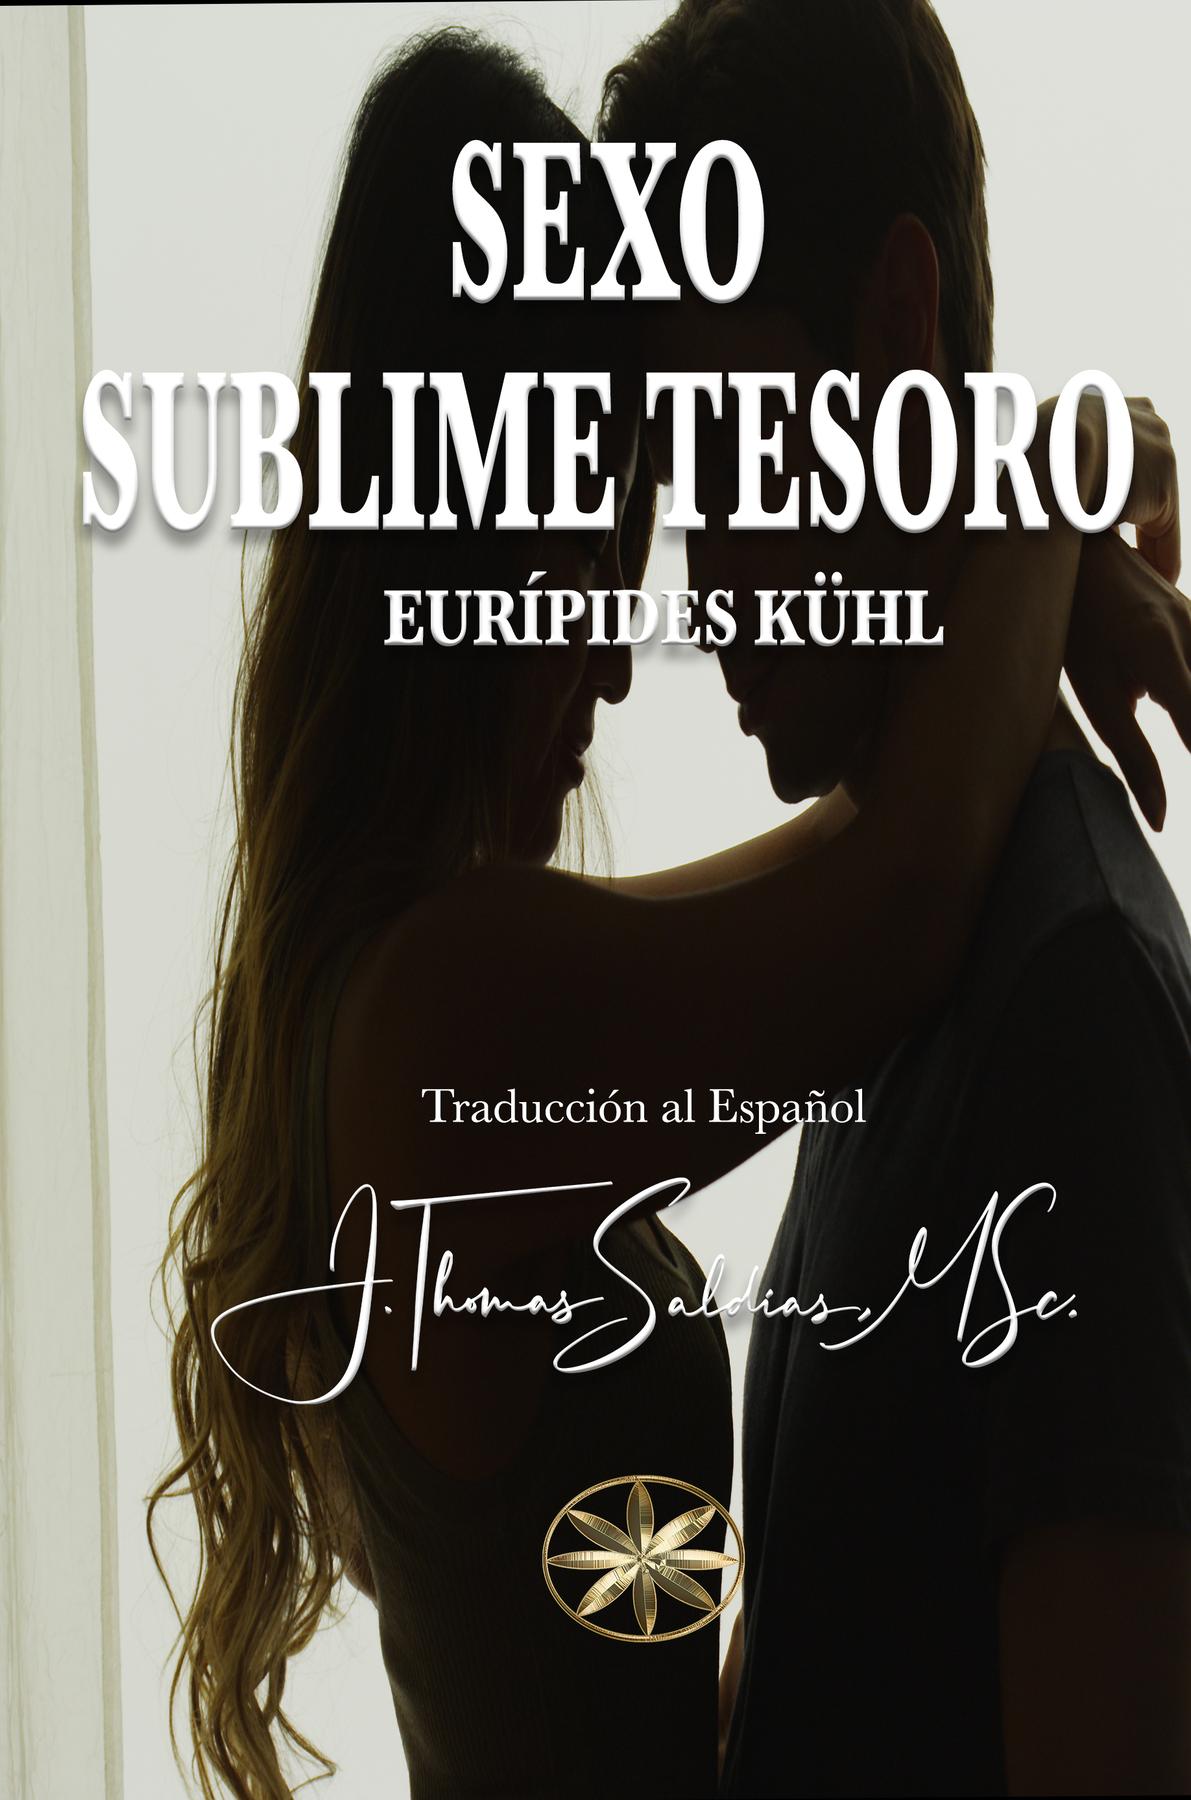 SEXO
SUBLIME TESORO
EURÍPIDES KÜHL
Traducción al Español
J. Thomas Saldias, MSc.